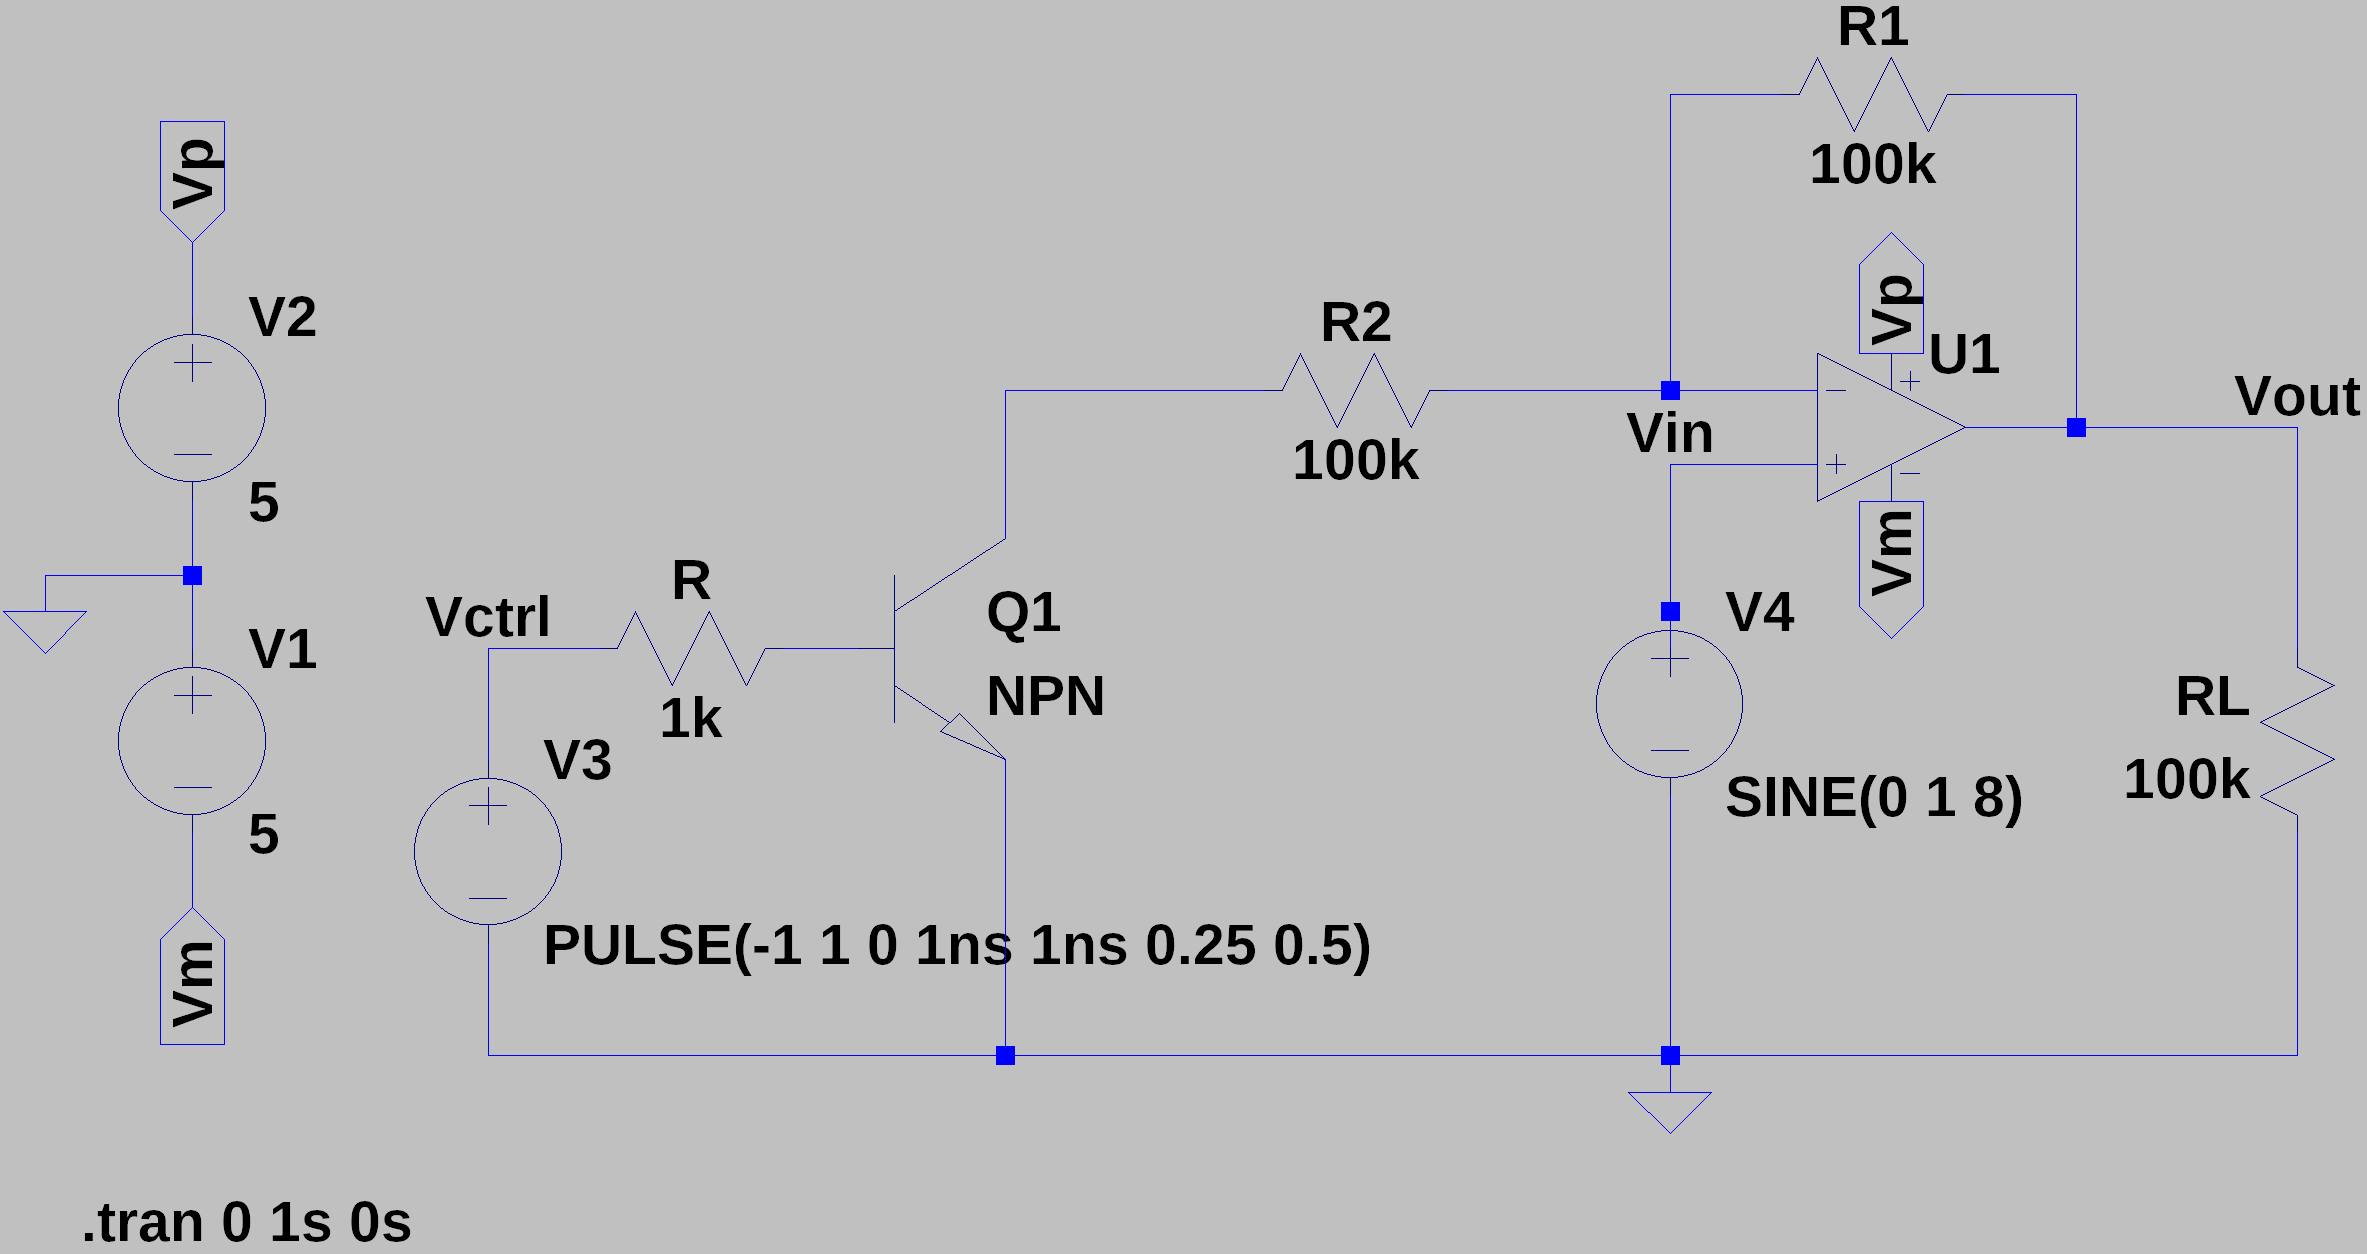 R1
100k
Vp
V2
5
V1
5
Vm
Vctrl
R
1k
V3
PULSE(-1 1 0 1ns 1ns 0.25 0.5)
Q1
NPN
R2
100k
Vin
Vp
U1
Vm
V4
SINE(0 1 8)
Vout
RL
100k
.tran 0 1s 0s